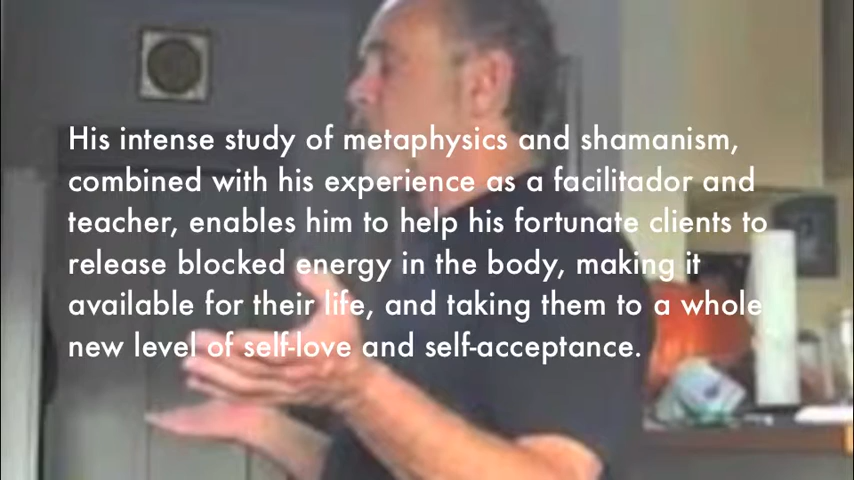 His intense study of metaphysics and shamanism,
combined with his experience as a facilitador and
teacher, enables him to help his fortunate clients to
release blocked energy in the body, making it
available for their life, and taking them to a whole
new level of self-love and self-acceptance.